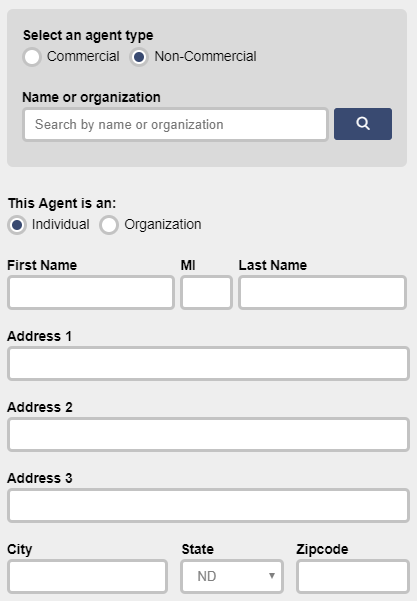 Select an agent type
Commercial Non-Commercial
Name or organization
Search by name or organization
This Agent is an:
Individual Organization
First Name MI Last Name
Address 1
Address 2
Address 3
City State Zipcode
ND